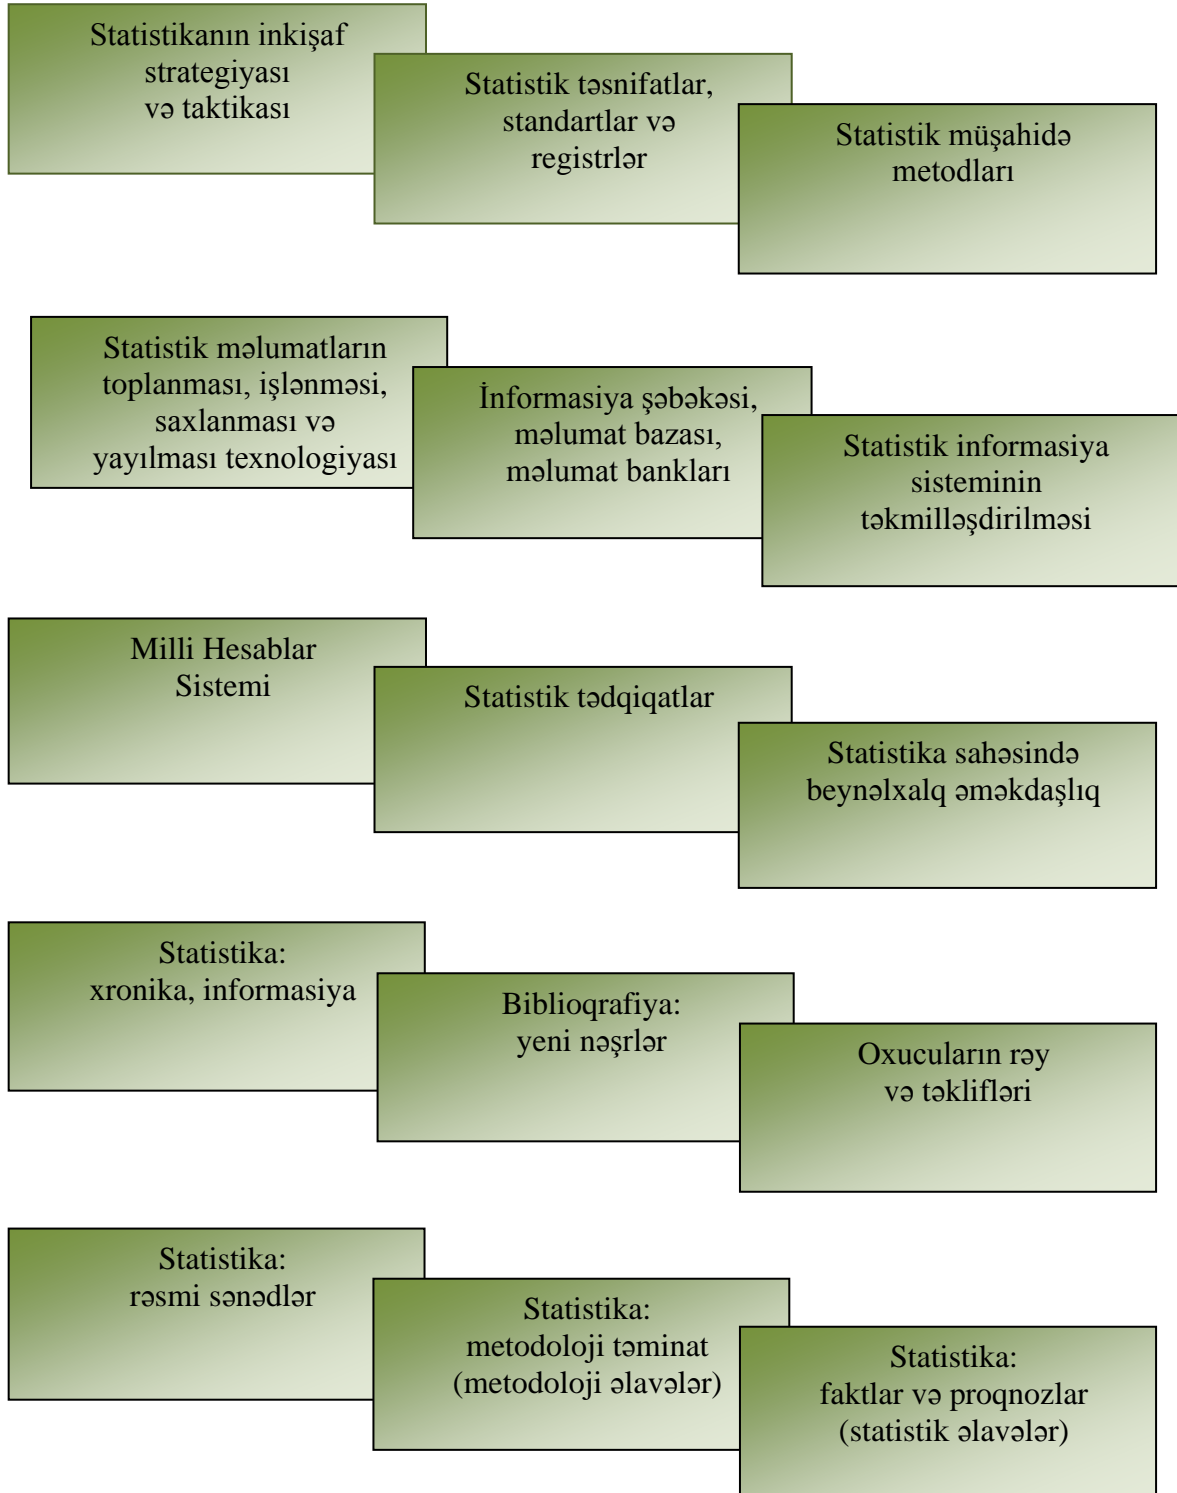 Statistikanın inkişaf
strategiyası
və taktikası
Statistik təsnifatlar,
standartlar və
registrlər
Statistik müşahidə
metodları
Statistik məlumatların
toplanması, işlənməsi,
saxlanması və
yayılması texnologiyası
İnformasiya şəbəkəsi,
məlumat bazası,
məlumat bankları
Statistik informasiya
sisteminin
təkmilləşdirilməsi
Milli Hesablar
Sistemi
Statistik tədqiqatlar
Statistika sahəsində
beynəlxalq əməkdaşlıq
Statistika:
xronika, informasiya
Biblioqrafiya:
yeni nəşrlər
Oxucuların rəy
və təklifləri
Statistika:
rəsmi sənədlər
Statistika:
metodoloji təminat
(metodoloji əlavələr)
Statistika:
faktlar və proqnozlar
(statistik əlavələr)